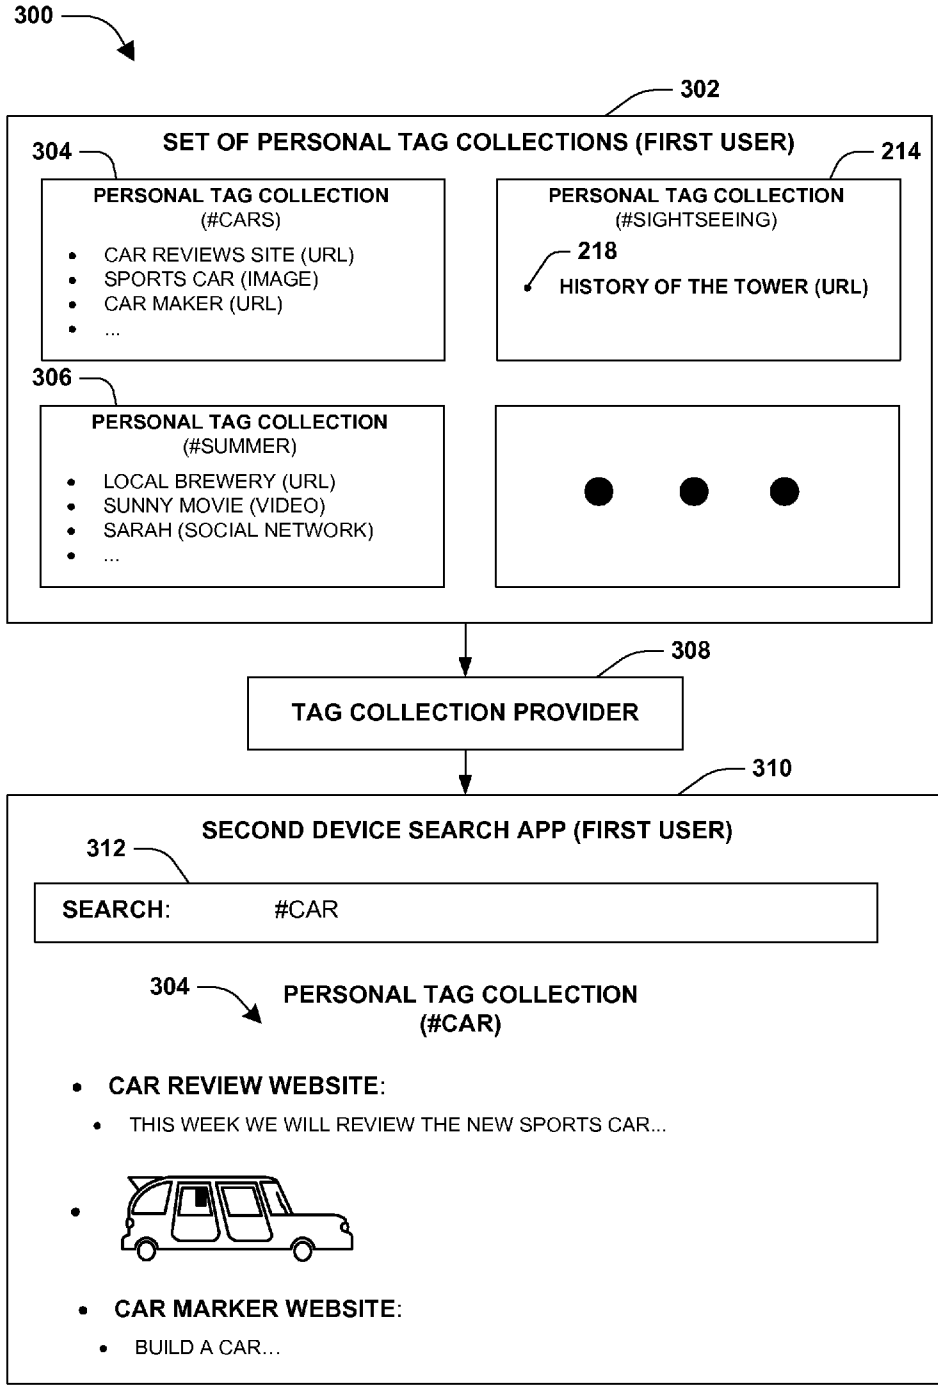 300
302
SET OF PERSONAL TAG COLLECTIONS (FIRST USER)
304
PERSONAL TAG COLLECTION
(#CARS)
• CAR REVIEWS SITE (URL)
• SPORTS CAR (IMAGE)
• CAR MAKER (URL)
• ...
214
PERSONAL TAG COLLECTION
(#SIGHTSEEING)
218
• HISTORY OF THE TOWER (URL)
306
PERSONAL TAG COLLECTION
(#SUMMER)
• LOCAL BREWERY (URL)
• SUNNY MOVIE (VIDEO)
• SARAH (SOCIAL NETWORK)
• ...
308
TAG COLLECTION PROVIDER
310
SECOND DEVICE SEARCH APP (FIRST USER)
312
SEARCH: #CAR
304
PERSONAL TAG COLLECTION
(#CAR)
• CAR REVIEW WEBSITE:
• THIS WEEK WE WILL REVIEW THE NEW SPORTS CAR...
• CAR MARKER WEBSITE:
• BUILD A CAR...